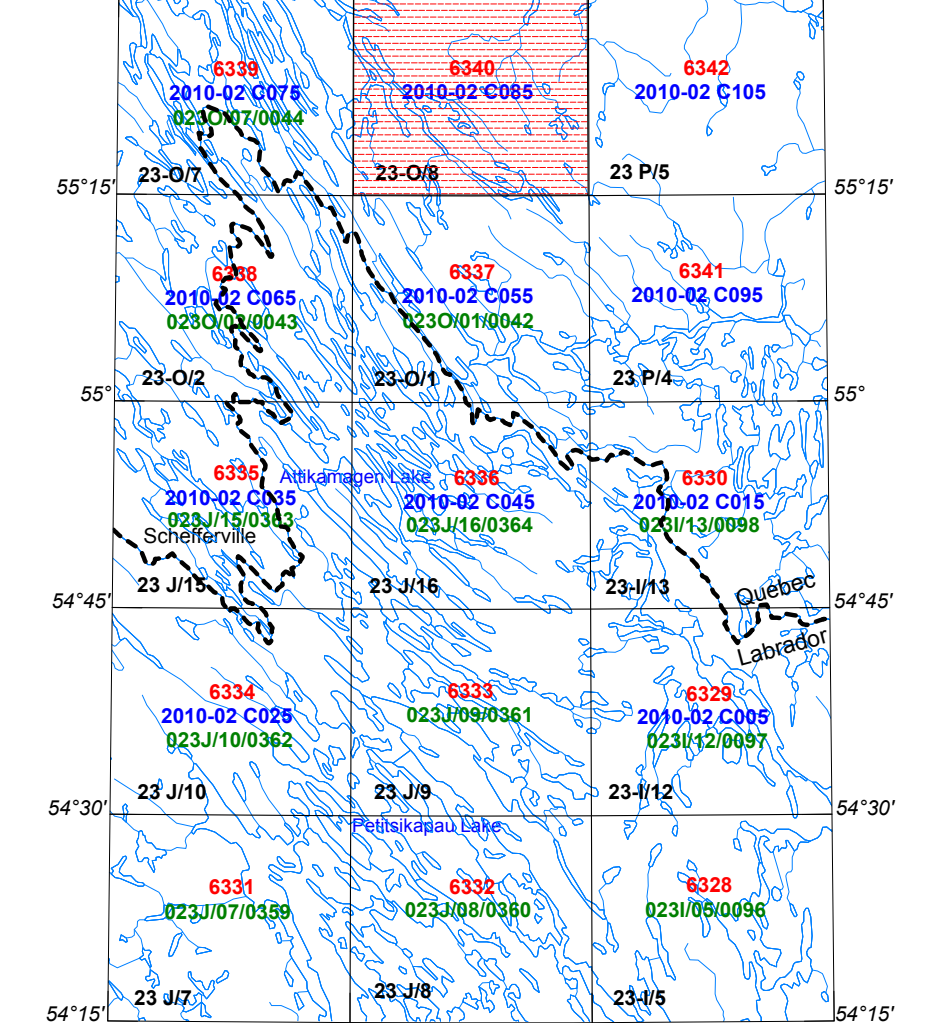 6339
2010-02 C075
023O/07/0044
23-O/7
6340
2010-02 C085
23-O/8
6342
2010-02 C105
23 P/5
55°15'
55°15'
6338
2010-02 C065
023O/02/0043
23-O/2
6337
2010-02 C055
023O/01/0042
23-O/1
6341
2010-02 C095
23 P/4
55°
55°
6335
2010-02 C035
023J/15/0363
Schefferville
23 J/15
Attikamagen Lake
6336
2010-02 C045
023J/16/0364
23 J/16
6330
2010-02 C015
023I/13/0098
23-I/13
Québec
Labrador
54°45'
54°45'
6334
2010-02 C025
023J/10/0362
23 J/10
6333
023J/09/0361
23 J/9
6329
2010-02 C005
023I/12/0097
23-I/12
54°30'
54°30'
Petitsikapau Lake
6331
023J/07/0359
23 J/7
6332
023J/08/0360
23 J/8
6328
023I/05/0096
23-I/5
54°15'
54°15'